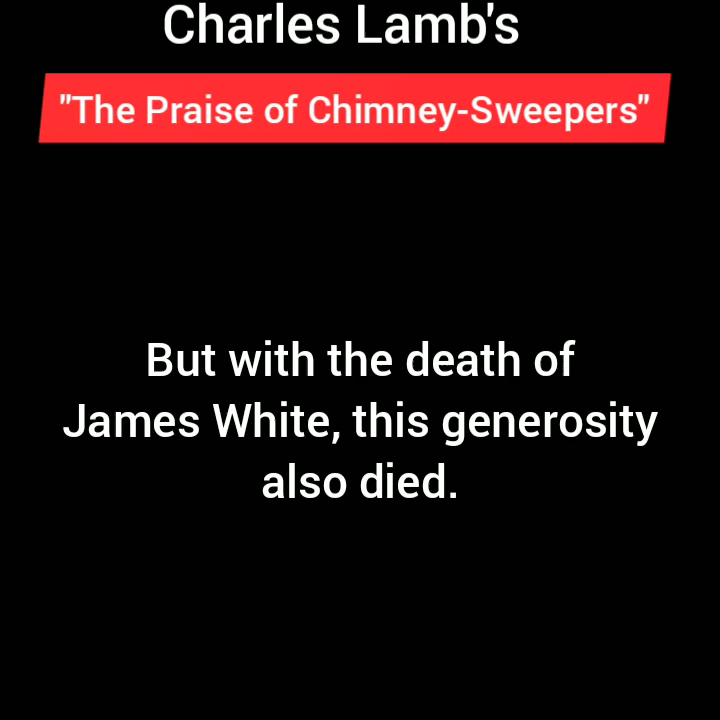 Charles Lamb's
"The Praise of Chimney-Sweepers"
But with the death of
James White, this generosity
also died.